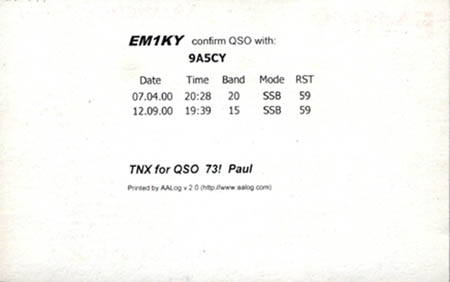 EM1KY confirm QSO with:
9A5CY
Date Time Band Mode RST
07.04.00 20:28 20 SSB 59
12.09.00 19:39 15 SSB 59
TNX for QSO 73! Paul
Printed by AALog v 2.0 (http://www.aalog.com)